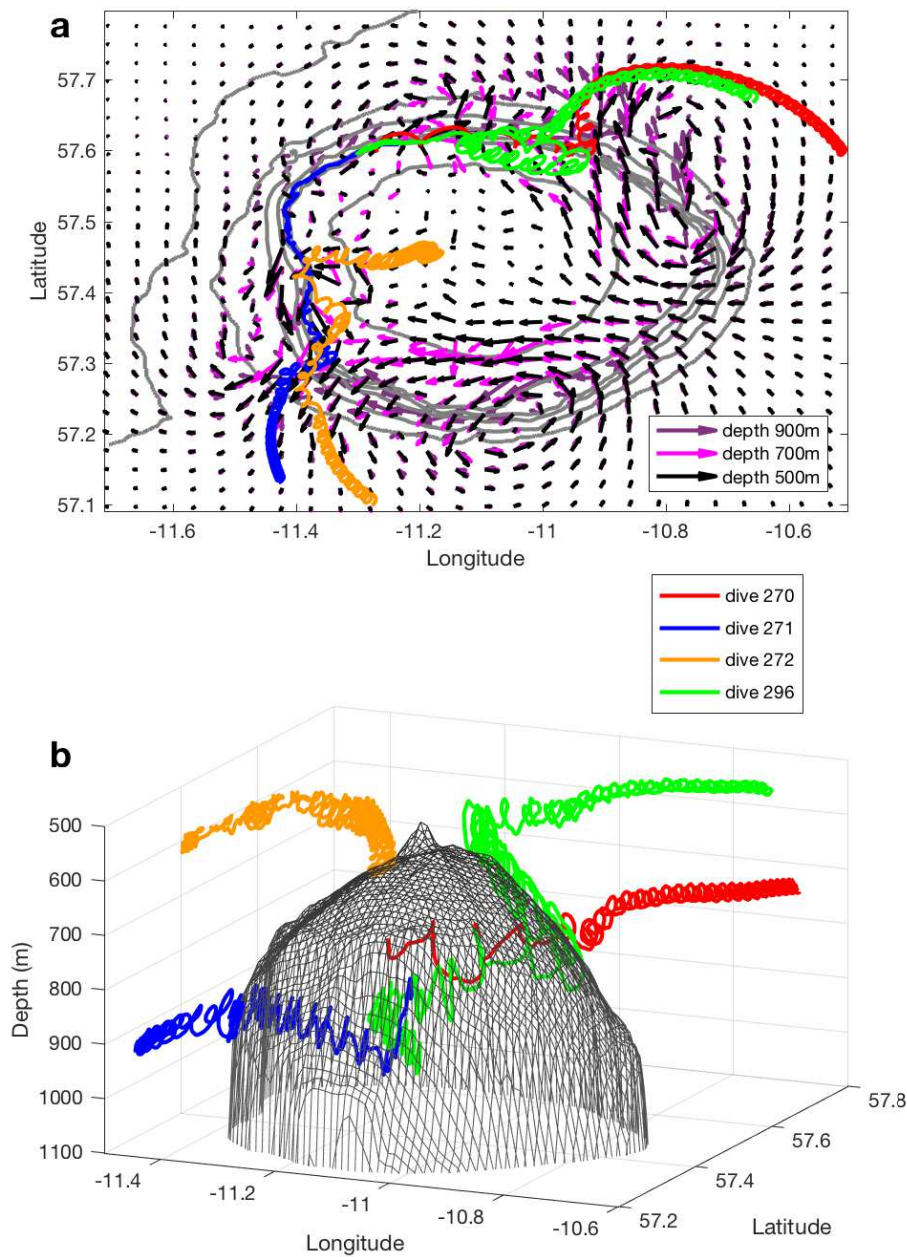 a
57.7
57.6
57.5
57.4
57.3
57.2
57.1
Latitude
depth 900m
depth 700m
depth 500m
-11.6
-11.4
-11.2
-11
-10.8
-10.6
Longitude
dive 270
dive 271
dive 272
dive 296
b
500
600
700
800
900
1000
1100
Depth (m)
-11.4
-11.2
-11
-10.8
-10.6
Longitude
57.2
57.4
57.6
57.8
Latitude